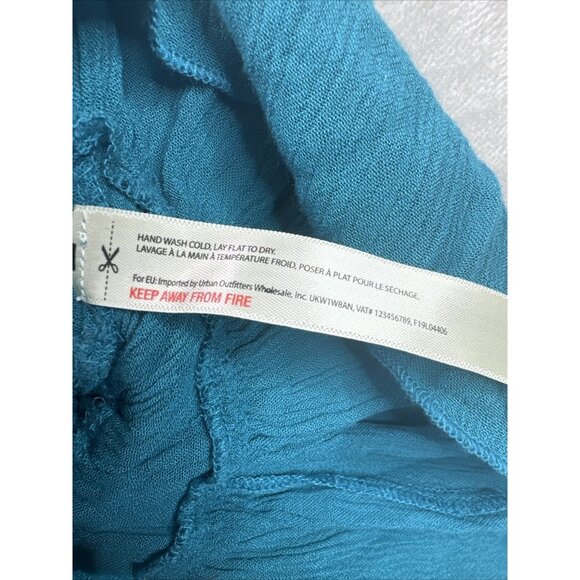 HAND WASH COLD, LAY FLAT TO DRY.
LAVAGE À LA MAIN À TEMPÉRATURE FROID, POSER À PLAT POUR LE SÉCHAGE.
For EU: Imported by Urban Outfitters Wholesale, Inc. UKW1W8AN, VAT# 123456789, F19L04406
KEEP AWAY FROM FIRE